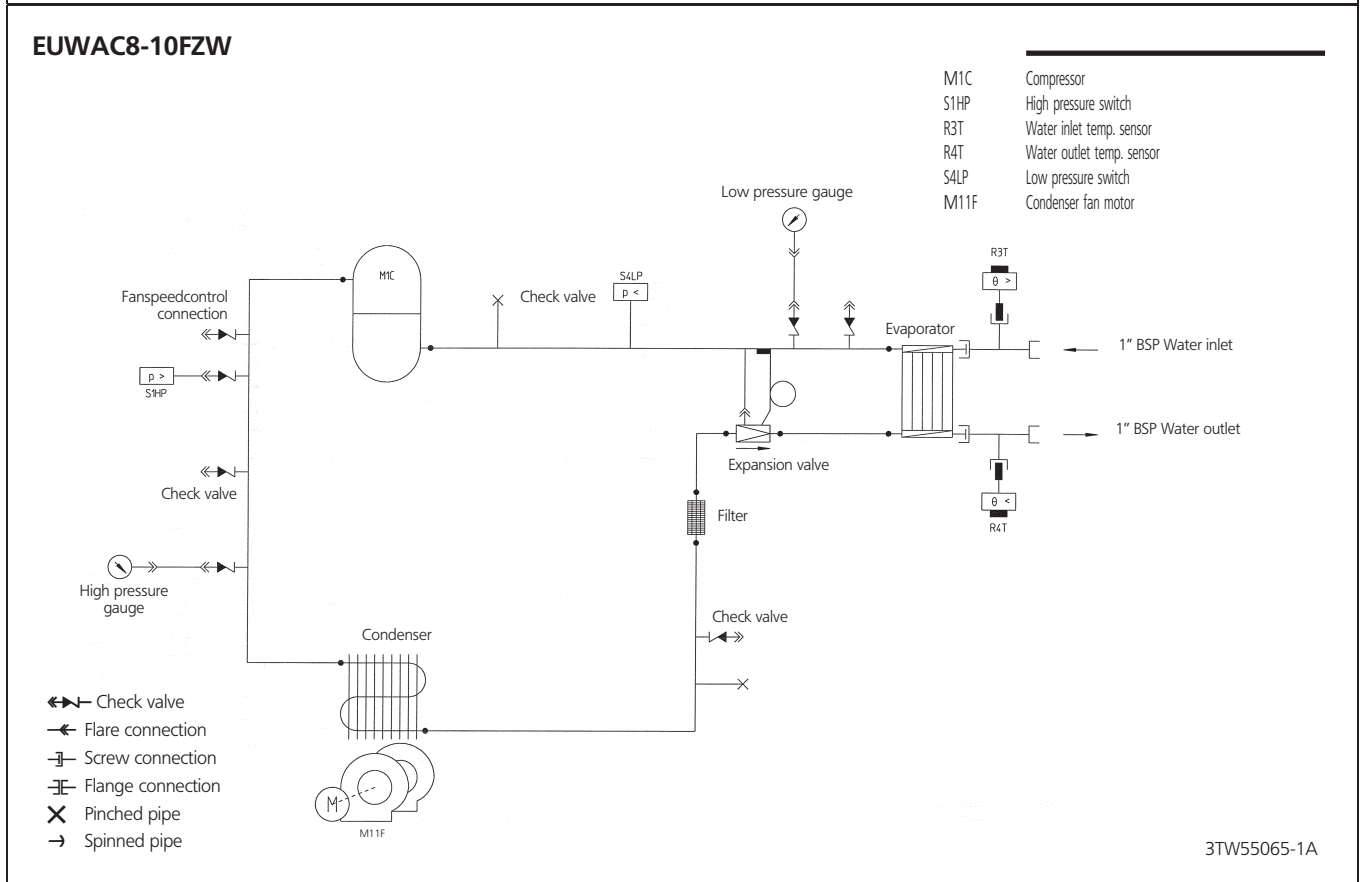 EUWAC8-10FZW
M1C Compressor
S1HP High pressure switch
R3T Water inlet temp. sensor
R4T Water outlet temp. sensor
S4LP Low pressure switch
M11F Condenser fan motor
Low pressure gauge
R3T
θ >
M1C
S4LP
p <
Check valve
Fanspeedcontrol
connection
Evaporator
1" BSP Water inlet
p >
S1HP
1" BSP Water outlet
Expansion valve
Check valve
θ <
R4T
Filter
High pressure
gauge
Check valve
Condenser
Check valve
Flare connection
Screw connection
Flange connection
Pinched pipe
Spinned pipe
M
M11F
3TW55065-1A